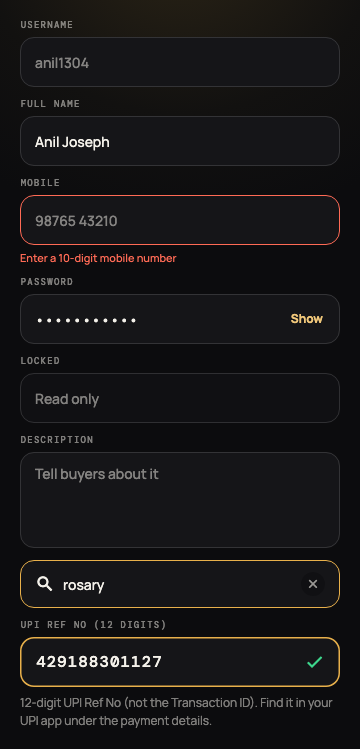 USERNAME
anil1304
FULL NAME
Anil Joseph
MOBILE
98765 43210
Enter a 10-digit mobile number
PASSWORD
•••••••••••
Show
LOCKED
Read only
DESCRIPTION
Tell buyers about it
rosary
UPI REF NO (12 DIGITS)
429188301127
12-digit UPI Ref No (not the Transaction ID). Find it in your
UPI app under the payment details.